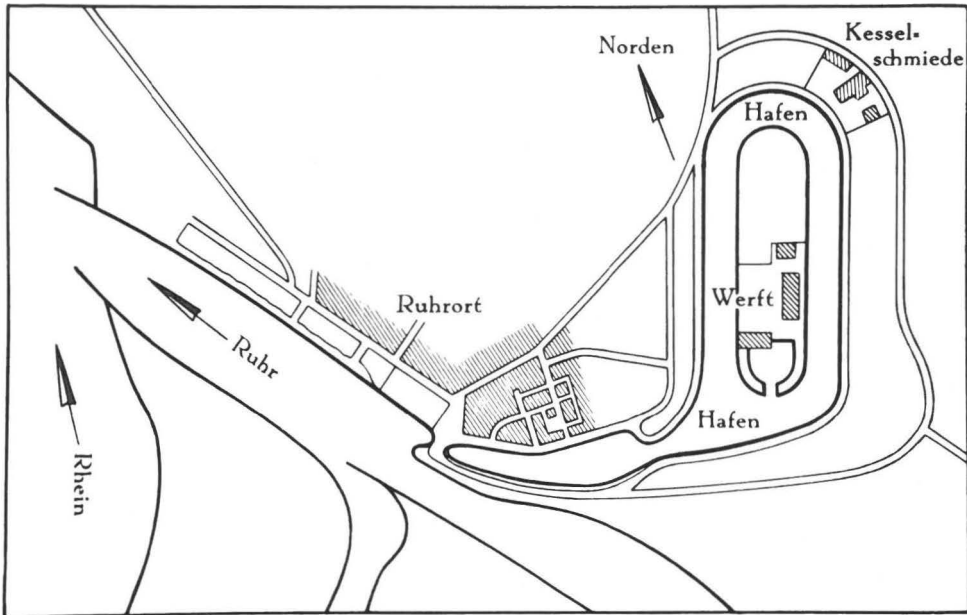 Kessel=
schmiede
Norden
Hafen
Ruhrort
Werft
Ruhr
Hafen
Rhein